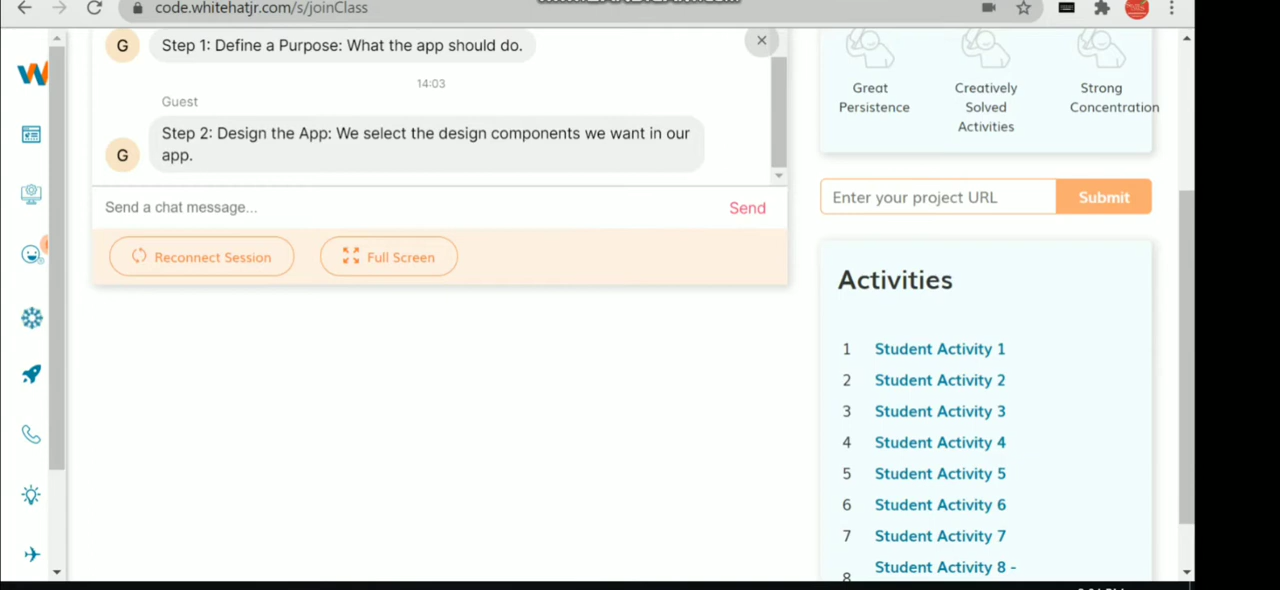 code.whitehatjr.com/s/joinClass
G
Step 1: Define a Purpose: What the app should do.
14:03
Guest
G
Step 2: Design the App: We select the design components we want in our
app.
Send a chat message...
Send
Reconnect Session
Full Screen
Great
Persistence
Creatively
Solved
Activities
Strong
Concentration
Enter your project URL
Submit
Activities
1 Student Activity 1
2 Student Activity 2
3 Student Activity 3
4 Student Activity 4
5 Student Activity 5
6 Student Activity 6
7 Student Activity 7
8 Student Activity 8 -